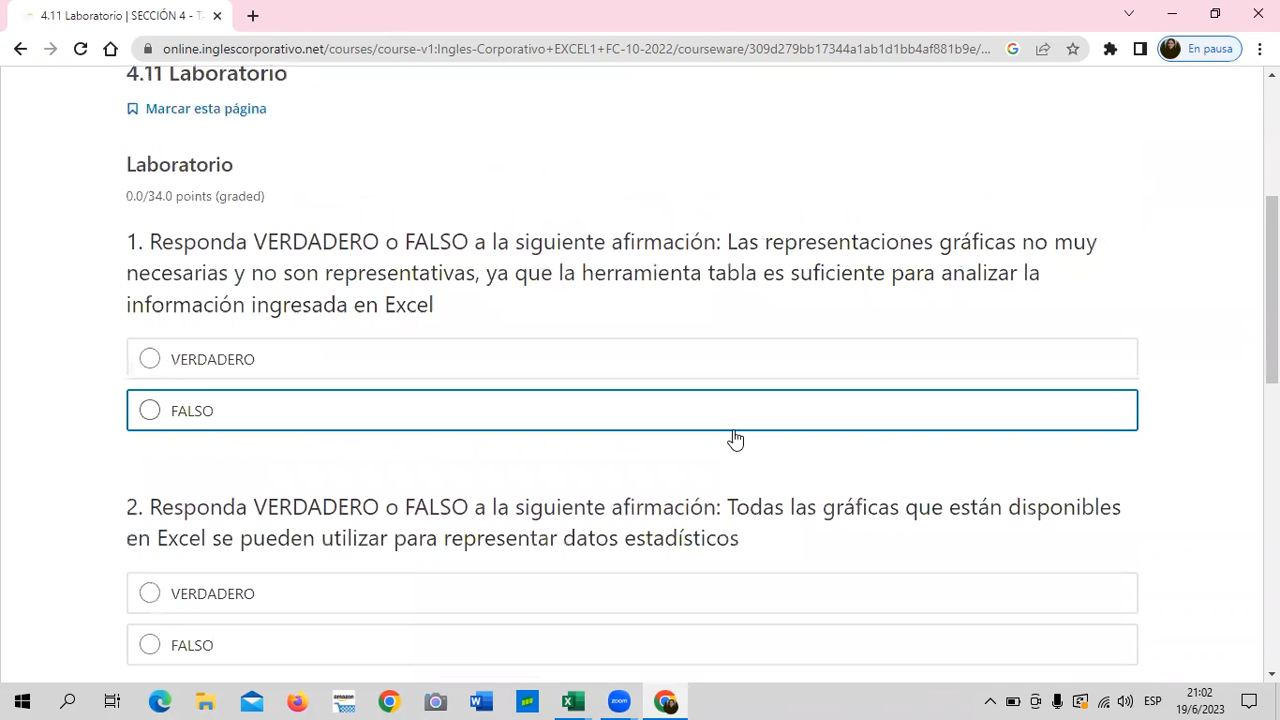 4.11 Laboratorio | SECCIÓN 4 - T
online.inglescorporativo.net/courses/course-v1:Ingles-Corporativo+EXCEL1+FC-10-2022/courseware/309d279bb17344a1ab1d1bb4af881b9e/...
En pausa
4.11 Laboratorio
Marcar esta página
Laboratorio
0.0/34.0 points (graded)
1. Responda VERDADERO o FALSO a la siguiente afirmación: Las representaciones gráficas no muy
necesarias y no son representativas, ya que la herramienta tabla es suficiente para analizar la
información ingresada en Excel
VERDADERO
FALSO
2. Responda VERDADERO o FALSO a la siguiente afirmación: Todas las gráficas que están disponibles
en Excel se pueden utilizar para representar datos estadísticos
VERDADERO
FALSO
amazon
zoom
ESP
21:02
19/6/2023